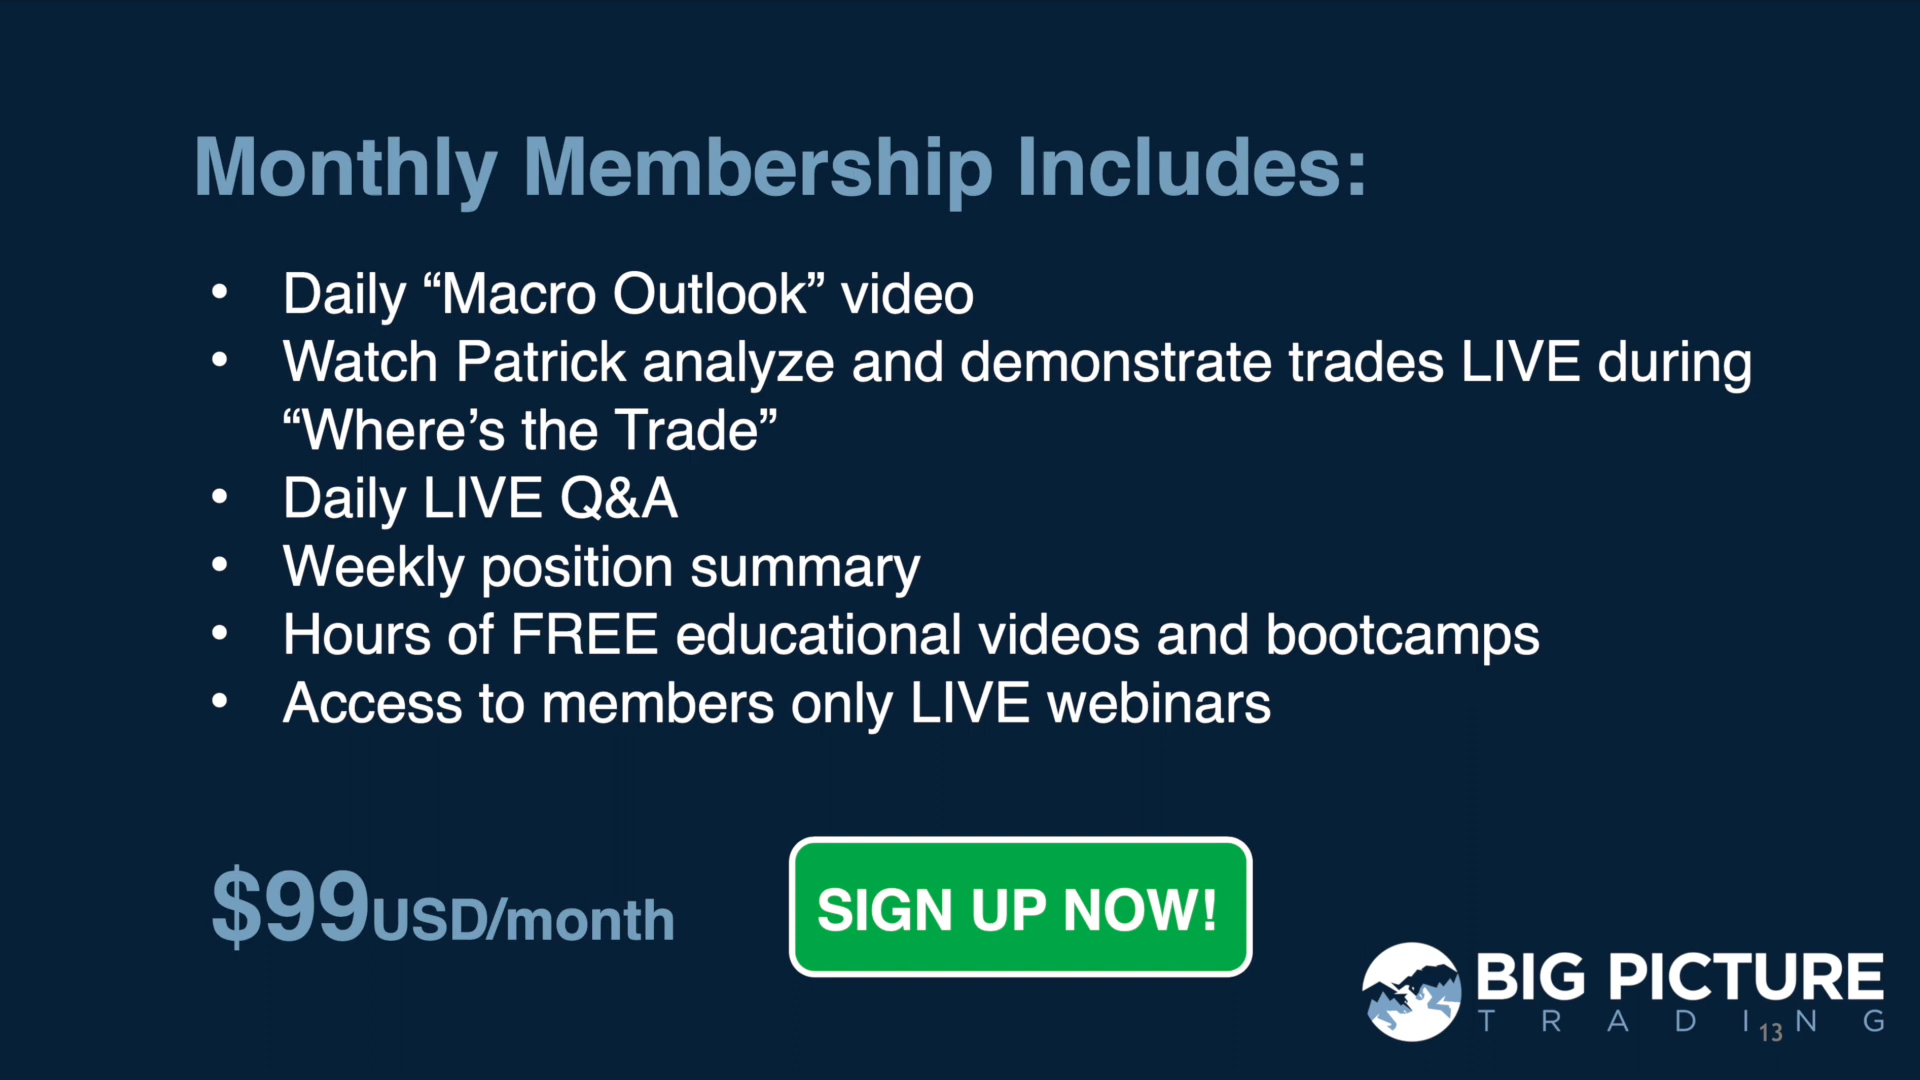 Monthly Membership Includes:
• Daily “Macro Outlook” video
• Watch Patrick analyze and demonstrate trades LIVE during
“Where’s the Trade”
• Daily LIVE Q&A
• Weekly position summary
• Hours of FREE educational videos and bootcamps
• Access to members only LIVE webinars
$99USD/month
SIGN UP NOW!
BIG PICTURE
TRADING
13